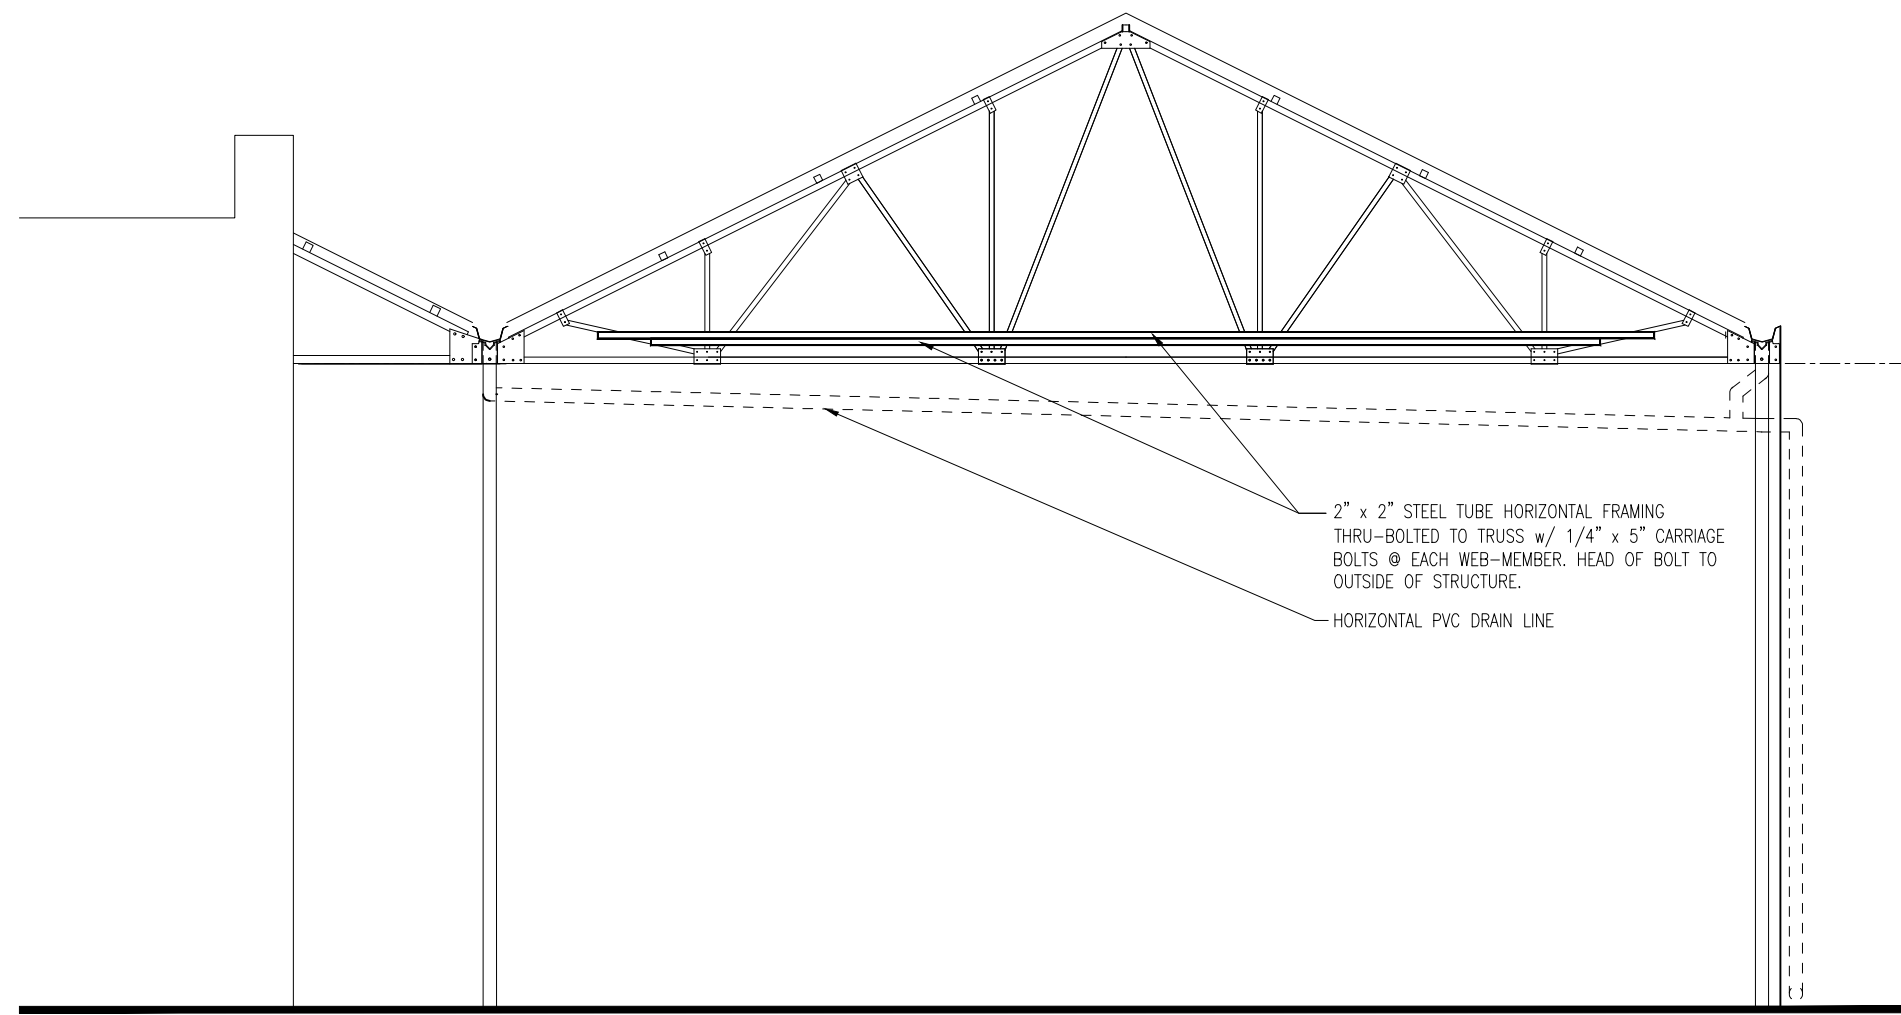 2” x 2” STEEL TUBE HORIZONTAL FRAMING
THRU-BOLTED TO TRUSS w/ 1/4” x 5” CARRIAGE
BOLTS @ EACH WEB-MEMBER. HEAD OF BOLT TO
OUTSIDE OF STRUCTURE.
HORIZONTAL PVC DRAIN LINE